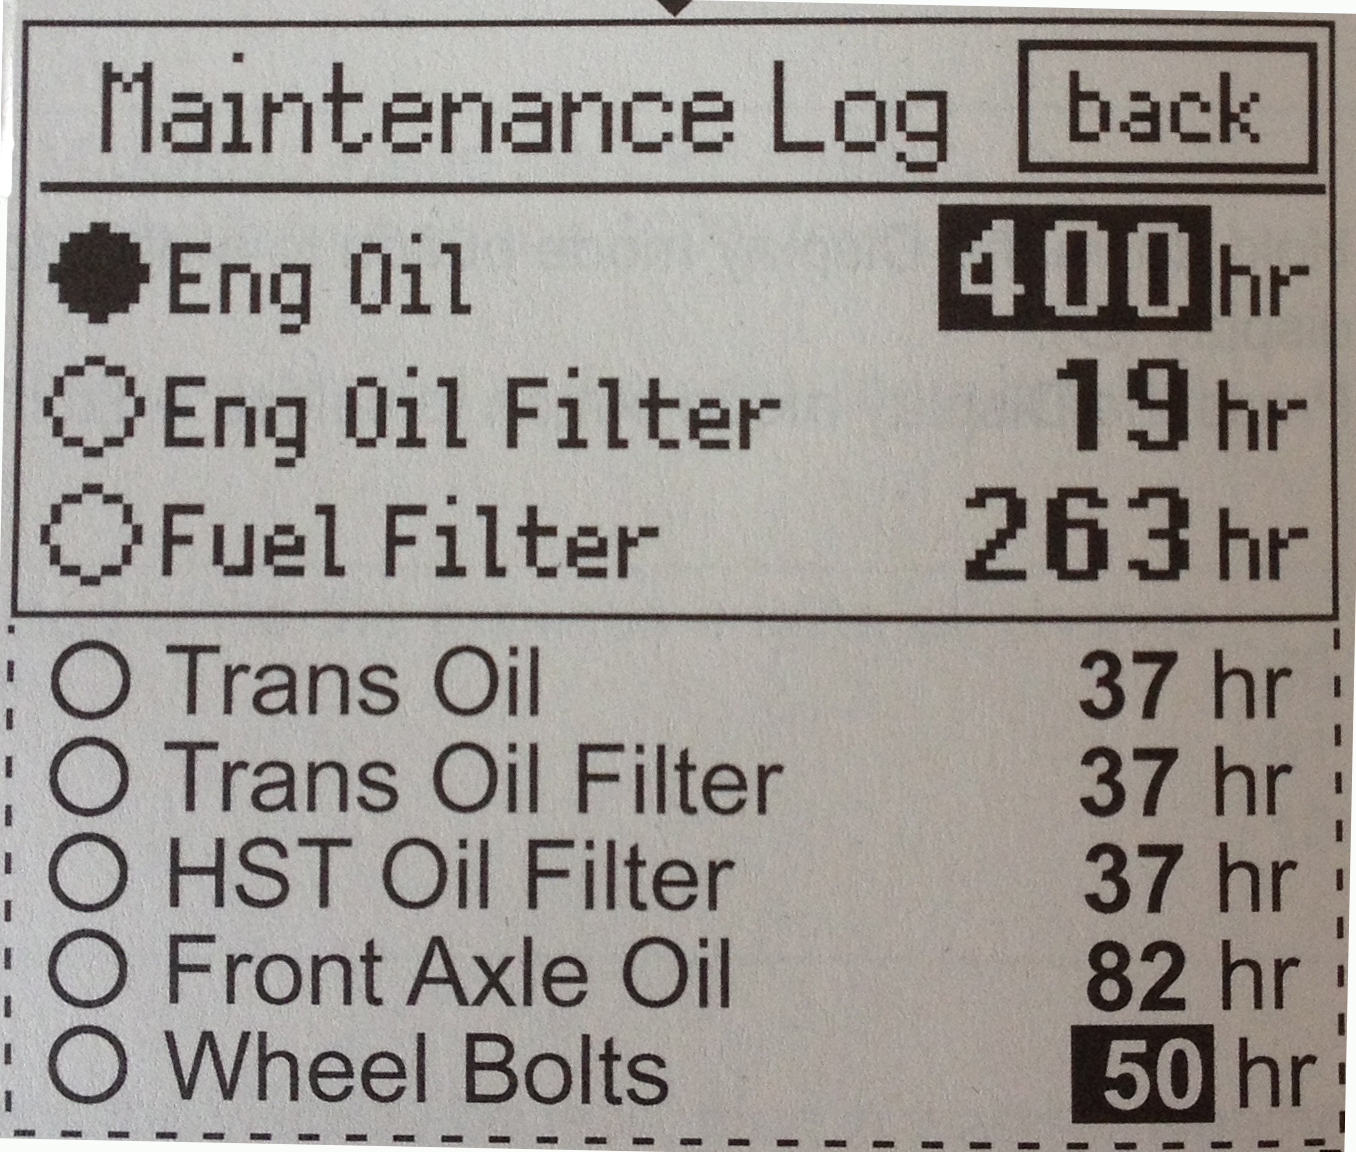 Maintenance Log back
Eng Oil 400 hr
Eng Oil Filter 19 hr
Fuel Filter 263 hr
Trans Oil 37 hr
Trans Oil Filter 37 hr
HST Oil Filter 37 hr
Front Axle Oil 82 hr
Wheel Bolts 50 hr